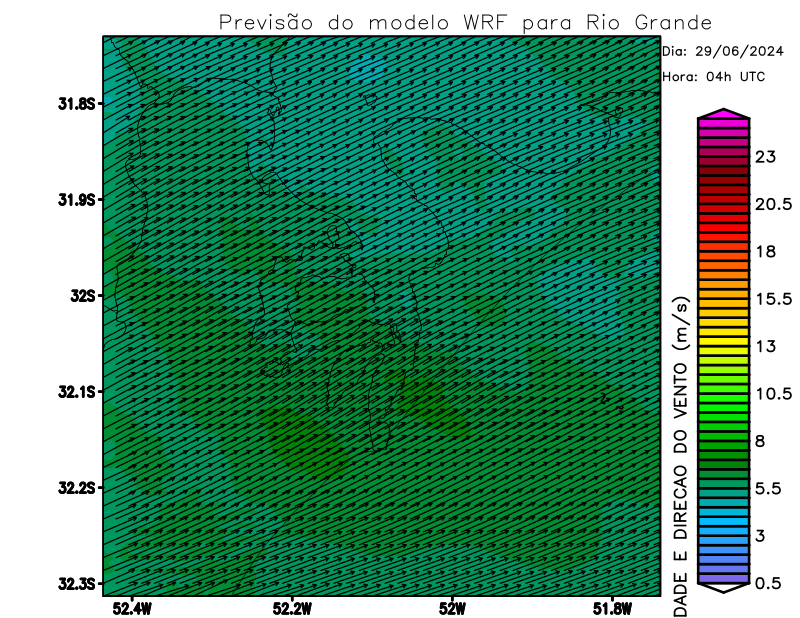 Previsão do modelo WRF para Rio Grande
Dia: 29/06/2024
Hora: 04h UTC
31.8S
31.9S
32S
32.1S
32.2S
32.3S
52.4W
52.2W
52W
51.8W
23
20.5
18
15.5
13
10.5
8
5.5
3
0.5
DADE E DIRECAO DO VENTO (m/s)